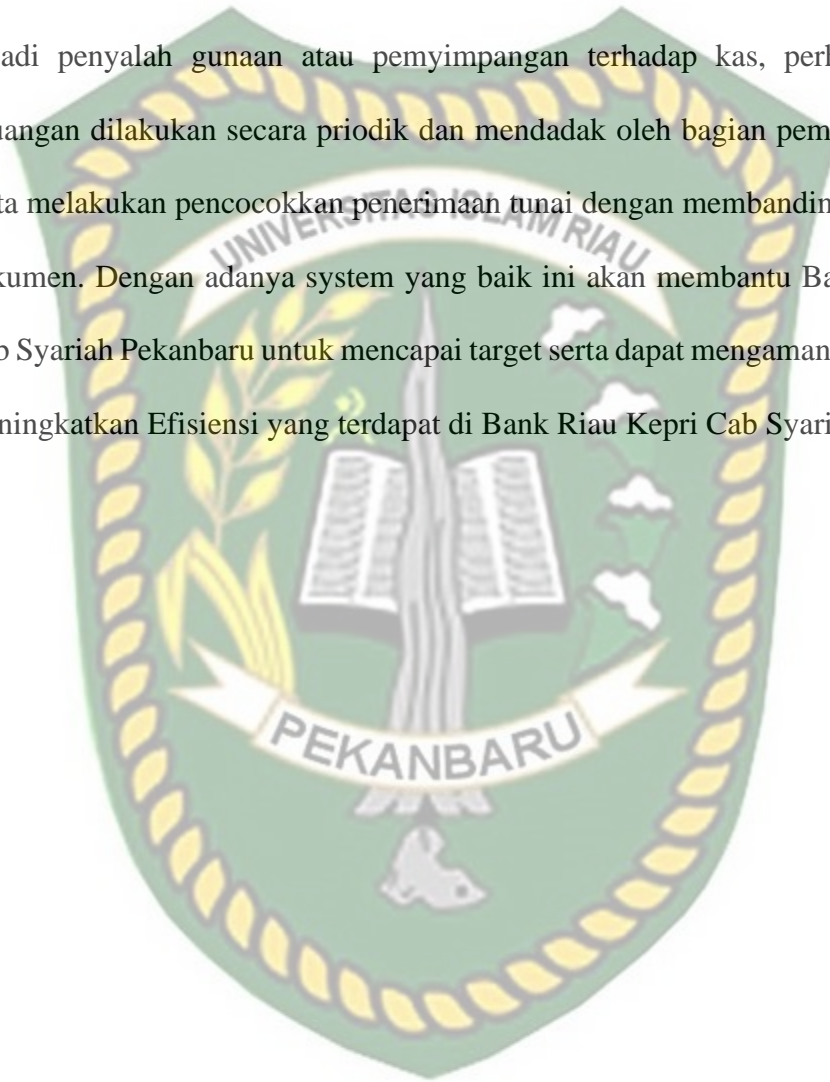 adi penyalah gunaan atau pemyimpangan terhadap kas, perh
uangan dilakukan secara priodik dan mendadak oleh bagian pem
ta melakukan pencocokkan penerimaan tunai dengan membandin
kumen. Dengan adanya system yang baik ini akan membantu Ba
b Syariah Pekanbaru untuk mencapai target serta dapat mengaman
ningkatkan Efisiensi yang terdapat di Bank Riau Kepri Cab Syari
UNIVERSITAS ISLAM RIAU
PEKANBARU